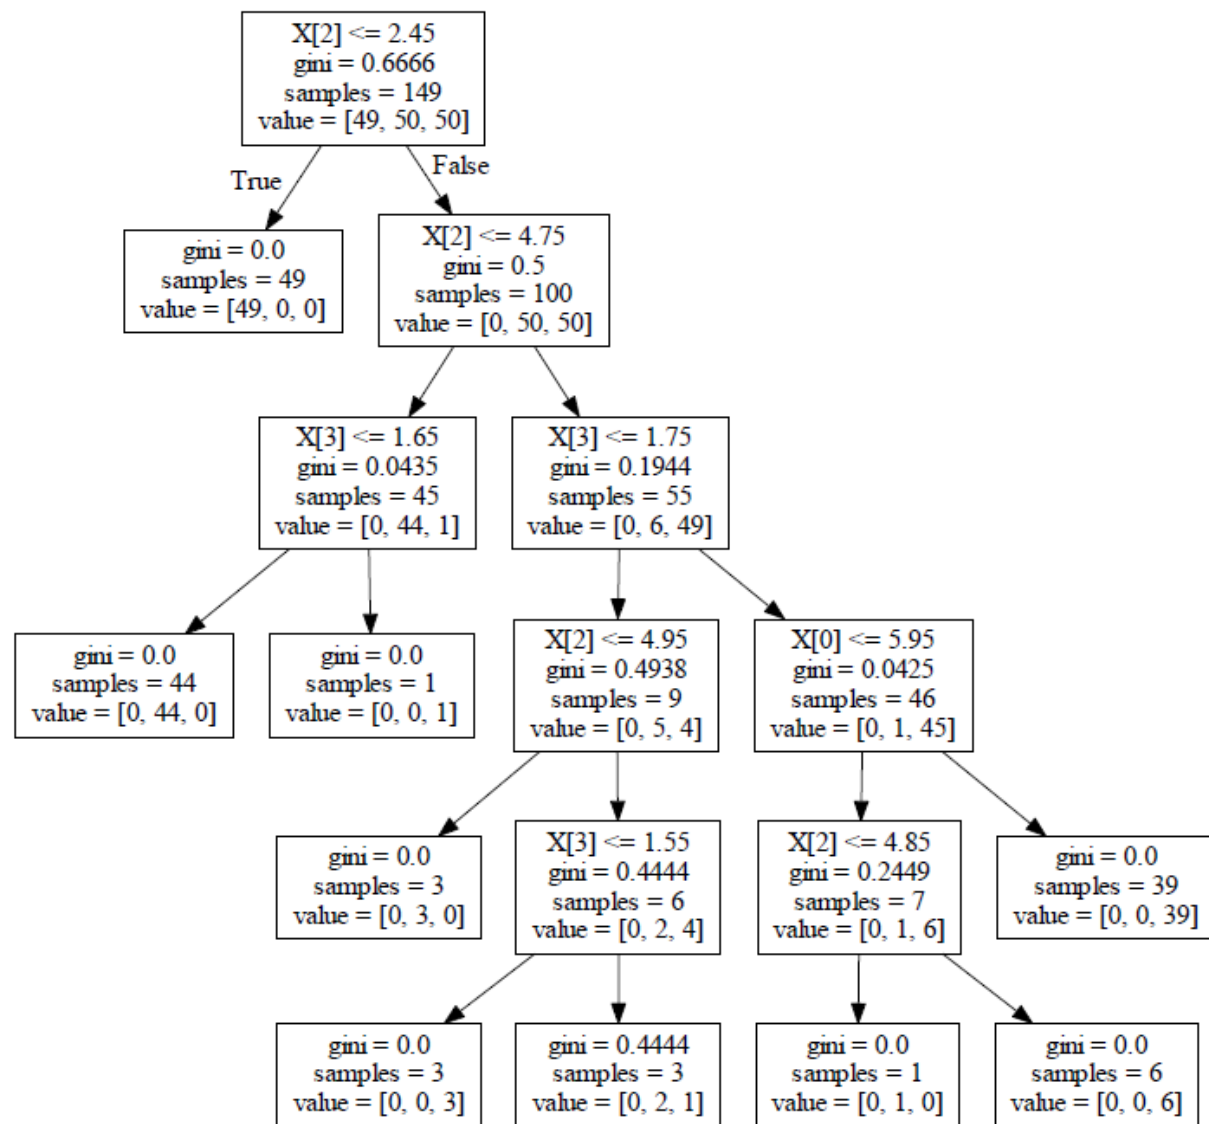 X[2] <= 2.45
gini = 0.6666
samples = 149
value = [49, 50, 50]
True
False
gini = 0.0
samples = 49
value = [49, 0, 0]
X[2] <= 4.75
gini = 0.5
samples = 100
value = [0, 50, 50]
X[3] <= 1.65
gini = 0.0435
samples = 45
value = [0, 44, 1]
X[3] <= 1.75
gini = 0.1944
samples = 55
value = [0, 6, 49]
gini = 0.0
samples = 44
value = [0, 44, 0]
gini = 0.0
samples = 1
value = [0, 0, 1]
X[2] <= 4.95
gini = 0.4938
samples = 9
value = [0, 5, 4]
X[0] <= 5.95
gini = 0.0425
samples = 46
value = [0, 1, 45]
gini = 0.0
samples = 3
value = [0, 3, 0]
X[3] <= 1.55
gini = 0.4444
samples = 6
value = [0, 2, 4]
X[2] <= 4.85
gini = 0.2449
samples = 7
value = [0, 1, 6]
gini = 0.0
samples = 39
value = [0, 0, 39]
gini = 0.0
samples = 3
value = [0, 0, 3]
gini = 0.4444
samples = 3
value = [0, 2, 1]
gini = 0.0
samples = 1
value = [0, 1, 0]
gini = 0.0
samples = 6
value = [0, 0, 6]